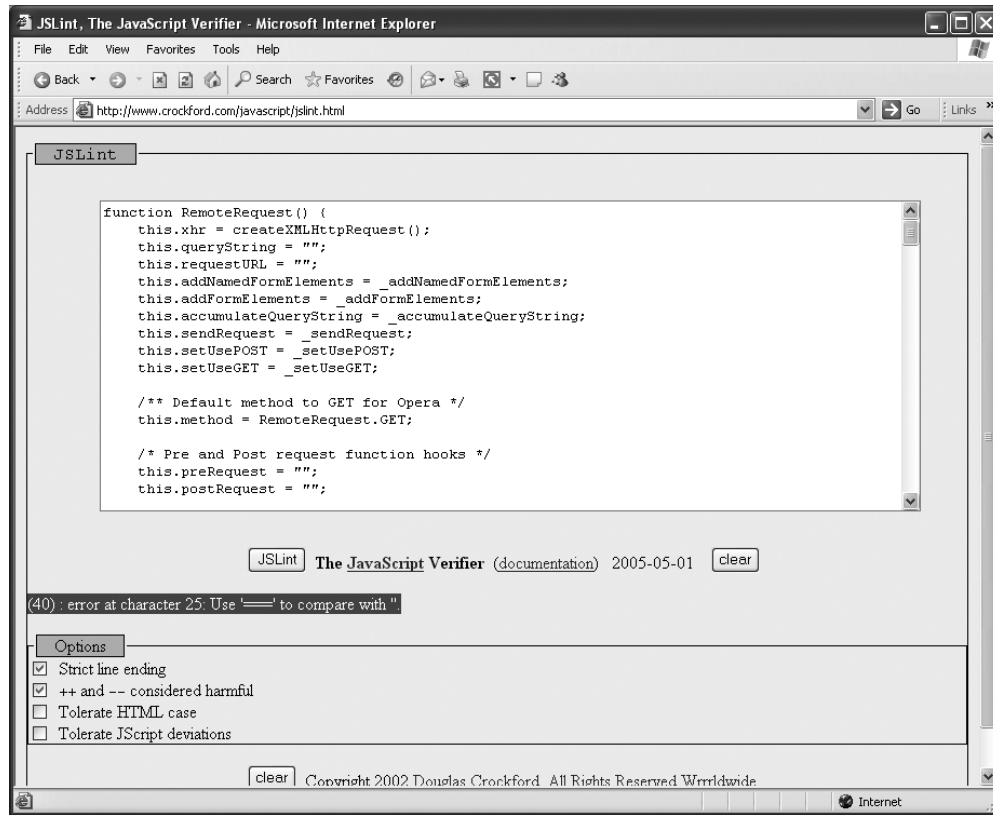 JSLint, The JavaScript Verifier - Microsoft Internet Explorer
File Edit View Favorites Tools Help
Back Search Favorites
Address http://www.crockford.com/javascript/jslint.html Go Links »
JSLint
function RemoteRequest() {
this.xhr = createXMLHttpRequest();
this.queryString = "";
this.requestURL = "";
this.addNamedFormElements = _addNamedFormElements;
this.addFormElements = _addFormElements;
this.accumulateQueryString = _accumulateQueryString;
this.sendRequest = _sendRequest;
this.setUsePOST = _setUsePOST;
this.setUseGET = _setUseGET;
/** Default method to GET for Opera */
this.method = RemoteRequest.GET;
/* Pre and Post request function hooks */
this.preRequest = "";
this.postRequest = "";
JSLint The JavaScript Verifier (documentation) 2005-05-01 clear
(40) : error at character 25: Use '===' to compare with ''.
Options
Strict line ending
++ and -- considered harmful
Tolerate HTML case
Tolerate JScript deviations
clear Copyright 2002 Douglas Crockford. All Rights Reserved Wrrrldwide
Internet